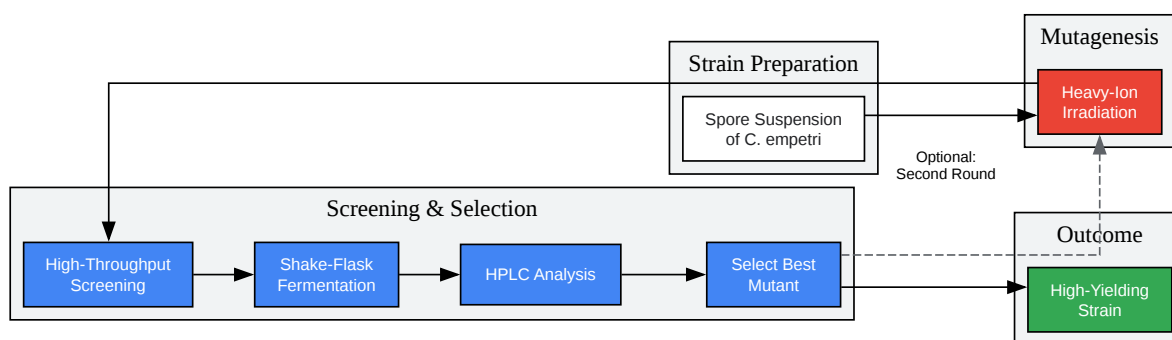 Mutagenesis
Strain Preparation
Heavy-Ion
Irradiation
Spore Suspension
of C. empetri
Optional:
Second Round
Screening & Selection
Outcome
High-Throughput
Screening
Shake-Flask
Fermentation
HPLC Analysis
Select Best
Mutant
High-Yielding
Strain